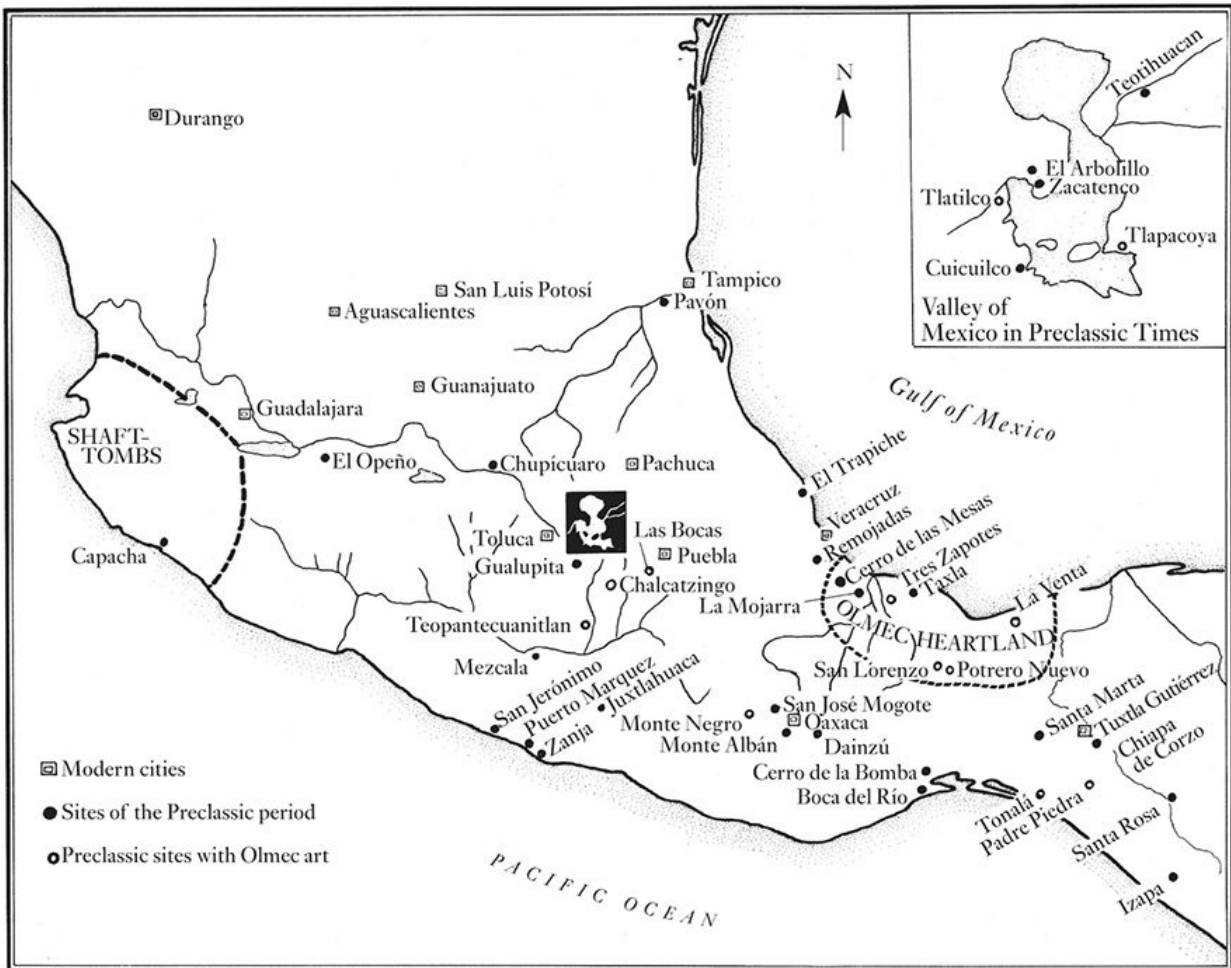 N
Teotihuacan
El Arbolillo
Zacatenco
Tlatilco
Tlapacoya
Cuicuilco
Valley of
Mexico in Preclassic Times
Durango
Tampico
San Luis Potosí
Pavón
Aguascalientes
Guanajuato
Gulf of Mexico
Guadalajara
SHAFT-
TOMBS
El Opeño
Chupícuaro
Pachuca
El Trapiche
Capacha
Toluca
Las Bocas
Veracruz
Remojadas
Puebla
Gualupita
Cerro de las Mesas
Tres Zapotes
Taxla
Chalcatzingo
La Mojarra
La Venta
OLMEC HEARTLAND
Teopantecuanitlan
Mezcala
San Lorenzo
Potrero Nuevo
San Jerónimo
Puerto Marquez
Juxtlahuaca
Zanja
San José Mogote
Monte Negro
Oaxaca
Monte Albán
Dainzú
Santa Marta
Tuxtla Gutiérrez
Chiapa
de Corzo
Cerro de la Bomba
Boca del Río
Tonalá
Padre Piedra
Santa Rosa
Izapa
Modern cities
Sites of the Preclassic period
Preclassic sites with Olmec art
PACIFIC OCEAN